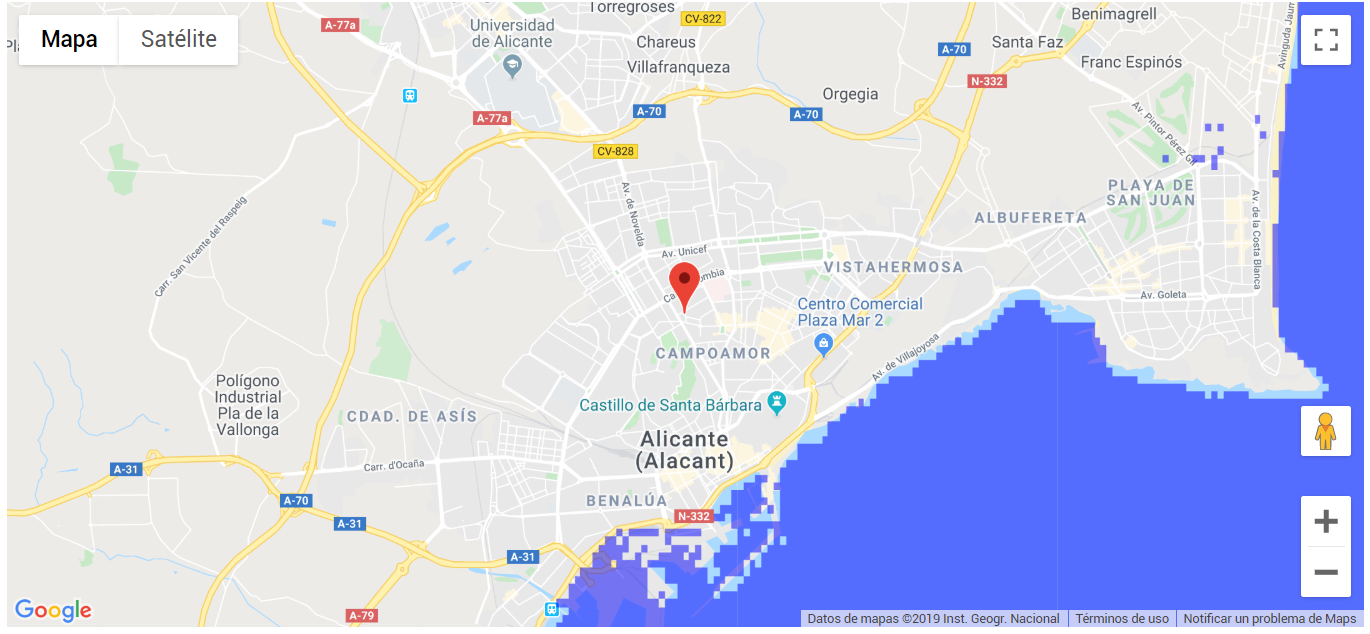 Mapa
Satélite
Torregroses
CV-822
Benimagrell
A-77a
Universidad
de Alicante
Chareus
Villafranqueza
A-70
Santa Faz
N-332
Franc Espinós
Orgegia
A-70
A-70
A-77a
CV-828
Avinguda Jaum
Av. Pintor Pérez Gil
PLAYA DE
SAN JUAN
Av. de Novelda
Carr. San Vicente del Raspeig
ALBUFERETA
Av. de la Costa Blanca
Av. Unicef
VISTAHERMOSA
Av. Goleta
Centro Comercial
Plaza Mar 2
CAMPOAMOR
Av. de Villajoyosa
Polígono
Industrial
Pla de la
Vallonga
CDAD. DE ASÍS
Castillo de Santa Bárbara
Alicante
(Alacant)
Carr. d'Ocaña
A-31
A-70
BENALÚA
N-332
A-31
A-31
A-79
Google
Datos de mapas ©2019 Inst. Geogr. Nacional
Términos de uso
Notificar un problema de Maps